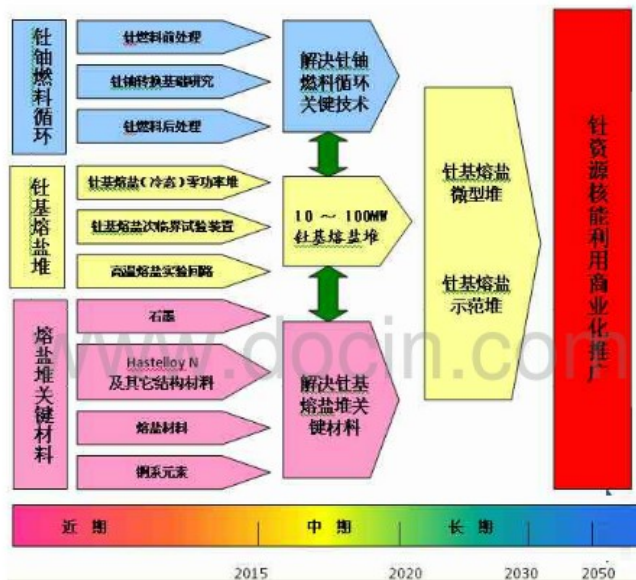 钍铀燃料循环
钍燃料前处理
钍铀转换基础研究
钍燃料后处理
解决钍铀
燃料循环
关键技术
钍基熔盐堆
钍基熔盐(冷态)零功率堆
钍基熔盐次临界试验装置
高温熔盐实验回路
10 ~ 100MW
钍基熔盐堆
钍基熔盐
微型堆
钍基熔盐
示范堆
钍资源核能利用商业化推广
熔盐堆关键材料
石墨
Hastelloy N
及其它结构材料
熔盐材料
锕系元素
解决钍基
熔盐堆关
键材料
www.docin.com
近 期
中 期
长 期
2015
2020
2030
2050